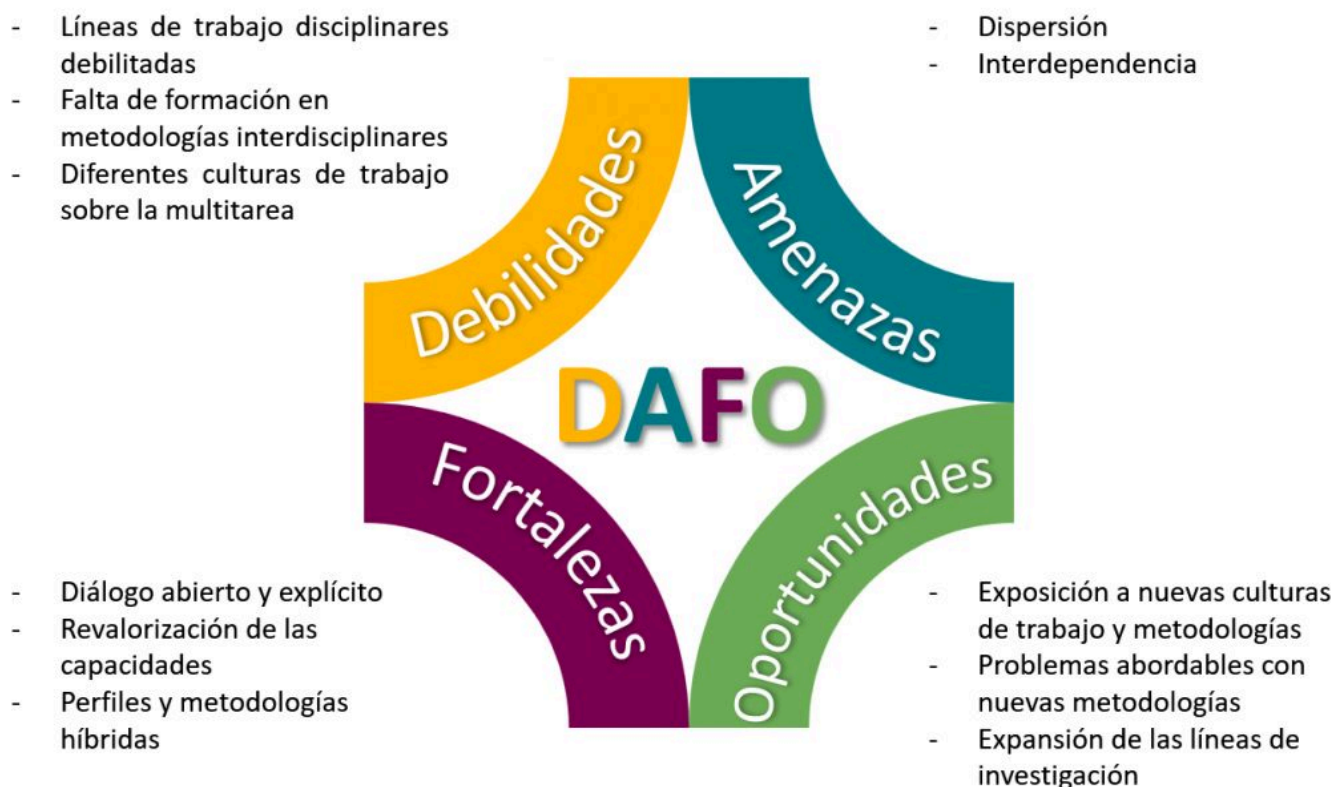 - Líneas de trabajo disciplinares
debilitadas
- Falta de formación en
metodologías interdisciplinares
- Diferentes culturas de trabajo
sobre la multitarea
- Dispersión
- Interdependencia
Debilidades
Amenazas
DAFO
Fortalezas
Oportunidades
- Diálogo abierto y explícito
- Revalorización de las
capacidades
- Perfiles y metodologías
híbridas
- Exposición a nuevas culturas
de trabajo y metodologías
- Problemas abordables con
nuevas metodologías
- Expansión de las líneas de
investigación